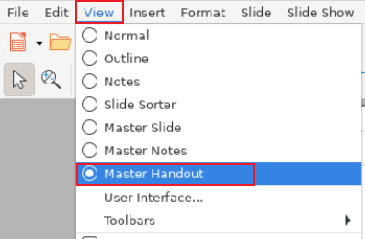 File Edit View Insert Format Slide Slide Show
Normal
Outline
Notes
Slide Sorter
Master Slide
Master Notes
Master Handout
User Interface...
Toolbars